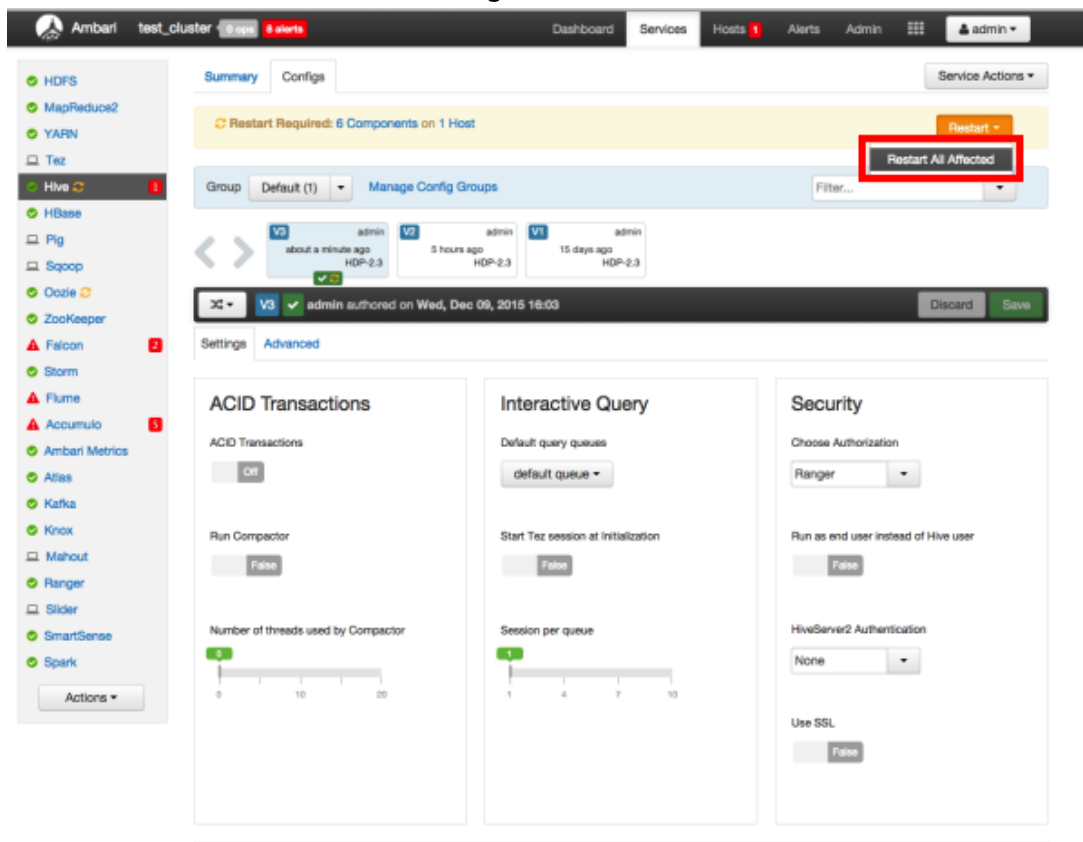 Ambari test_cluster 0 ops 8 alerts Dashboard Services Hosts 1 Alerts Admin admin
HDFS
MapReduce2
YARN
Tez
Hive 1
HBase
Pig
Sqoop
Oozie
ZooKeeper
Falcon 2
Storm
Flume
Accumulo 5
Ambari Metrics
Atlas
Kafka
Knox
Mahout
Ranger
Slider
SmartSense
Spark
Actions
Summary Configs Service Actions
Restart Required: 6 Components on 1 Host Restart
Restart All Affected
Group Default (1) Manage Config Groups Filter...
V3 admin V2 admin V1 admin
about a minute ago 5 hours ago 15 days ago
HDP-2.3 HDP-2.3 HDP-2.3
V3 admin authored on Wed, Dec 09, 2015 16:03 Discard Save
Settings Advanced
ACID Transactions
ACID Transactions
Off
Run Compactor
False
Number of threads used by Compactor
0
0 10 20
Interactive Query
Default query queues
default queue
Start Tez session at Initialization
False
Session per queue
1
1 4 7 10
Security
Choose Authorization
Ranger
Run as end user instead of Hive user
False
HiveServer2 Authentication
None
Use SSL
False